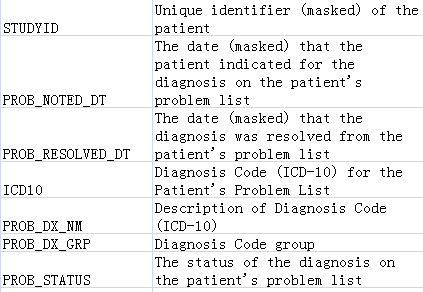 STUDYID
Unique identifier (masked) of the
patient
PROB_NOTED_DT
The date (masked) that the
patient indicated for the
diagnosis on the patient's
problem list
PROB_RESOLVED_DT
The date (masked) that the
diagnosis was resolved from the
patient's problem list
ICD10
Diagnosis Code (ICD-10) for the
Patient's Problem List
PROB_DX_NM
Description of Diagnosis Code
(ICD-10)
PROB_DX_GRP
Diagnosis Code group
PROB_STATUS
The status of the diagnosis on
the patient's problem list